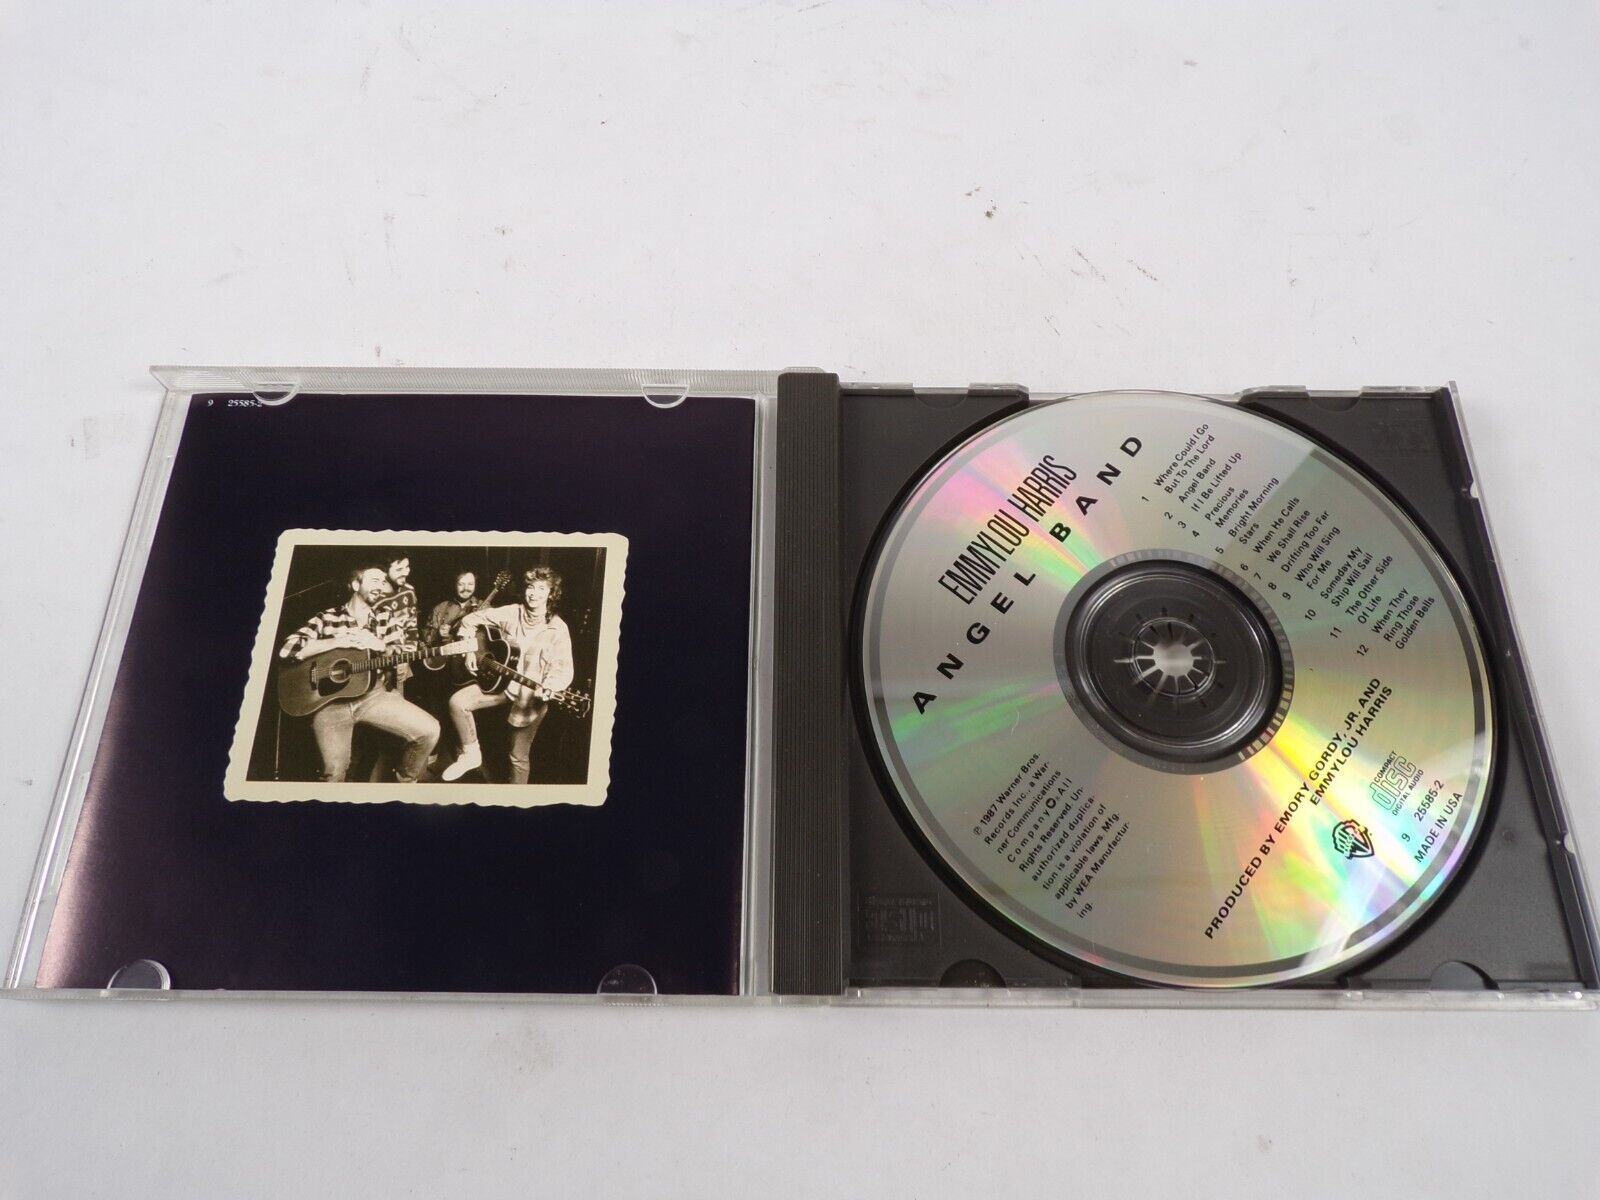 9 25585-2
EMMYLOU HARRIS
ANGEL BAND
1 Where Could I Go
But To The Lord
2 Angel Band
3 If I Be Lifted Up
4 Precious
Memories
5 Bright Morning
Stars
6 When He Calls
7 We Shall Rise
8 Drifting Too Far
9 Who Will Sing
For Me
10 Someday My
Ship Will Sail
11 The Other Side
Of Life
12 When They
Ring Those
Golden Bells
℗ 1987 Warner Bros.
Records Inc., a War-
ner Communications
Company. All
Rights Reserved. Un-
authorized duplica-
tion is a violation of
applicable laws. Mfg.
by WEA Manufactur-
ing.
PRODUCED BY EMORY GORDY, JR. AND
EMMYLOU HARRIS
COMPACT
disc
DIGITAL AUDIO
9 25585-2
MADE IN USA